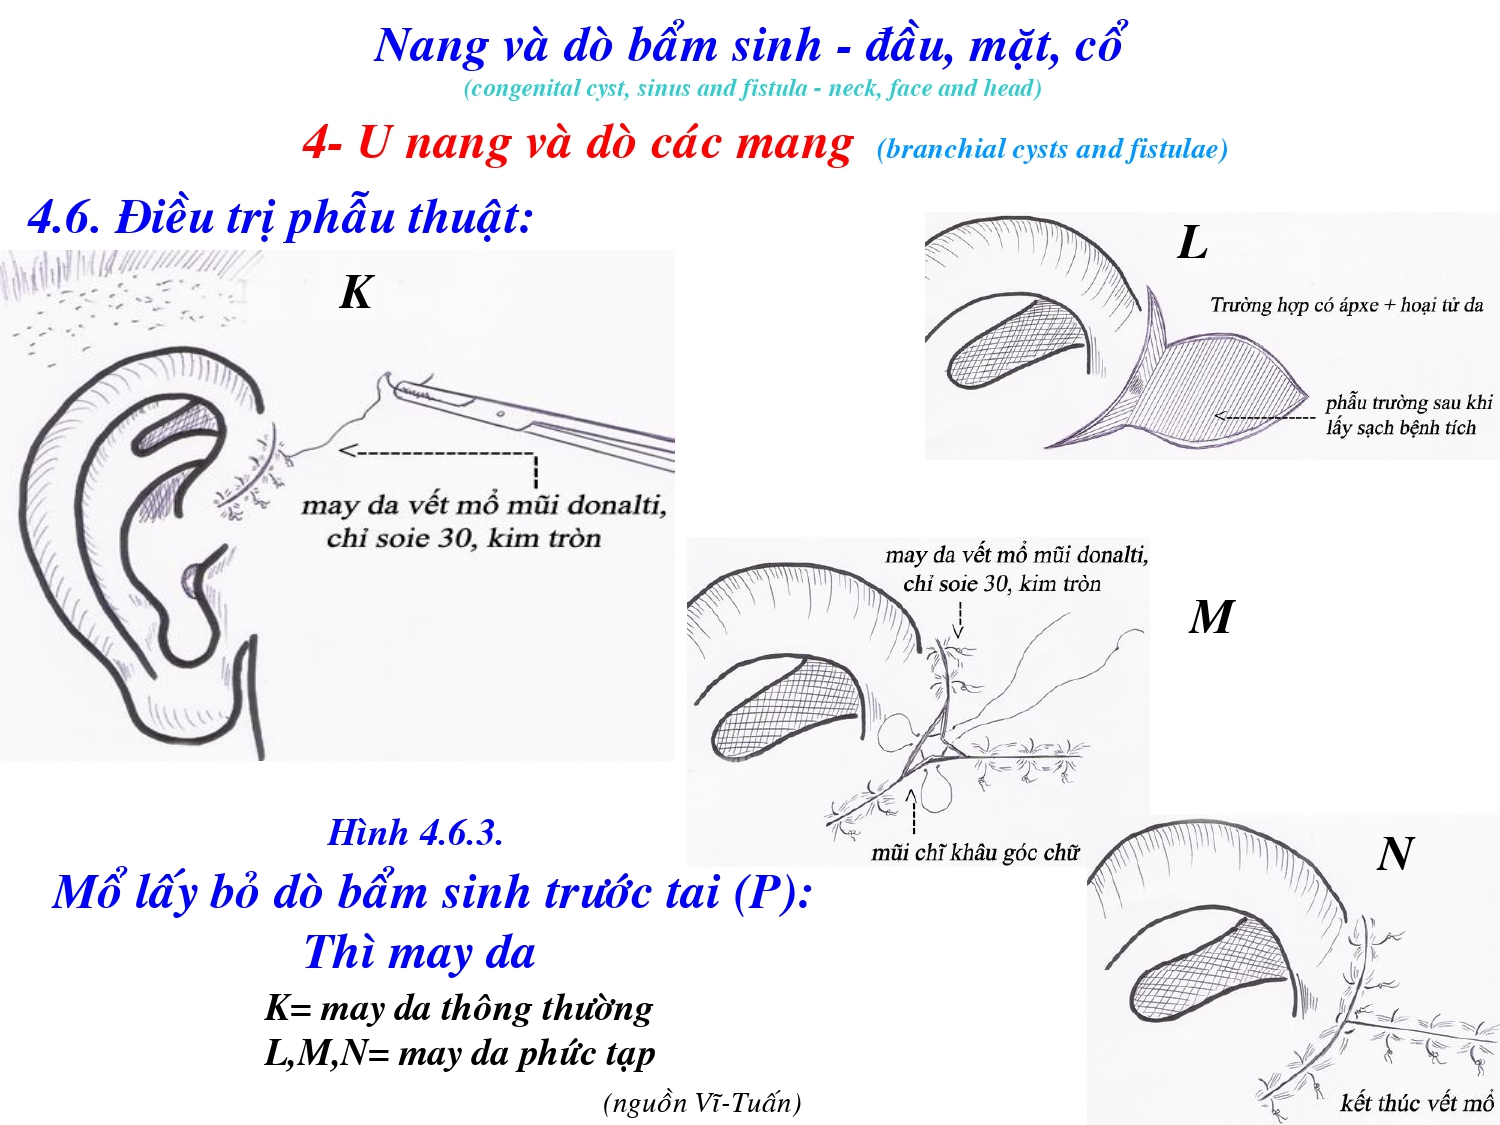 Nang và dò bẩm sinh - đầu, mặt, cổ
(congenital cyst, sinus and fistula - neck, face and head)
4- U nang và dò các mang (branchial cysts and fistulae)
4.6. Điều trị phẫu thuật:
K
may da vết mổ mũi donalti,
chỉ soie 30, kim tròn
L
Trường hợp có ápxe + hoại tử da
phẫu trường sau khi
lấy sạch bệnh tích
may da vết mổ mũi donalti,
chỉ soie 30, kim tròn
M
mũi chĩ khâu góc chữ
N
kết thúc vết mổ
Hình 4.6.3.
Mổ lấy bỏ dò bẩm sinh trước tai (P):
Thì may da
K= may da thông thường
L,M,N= may da phức tạp
(nguồn Vĩ-Tuấn)